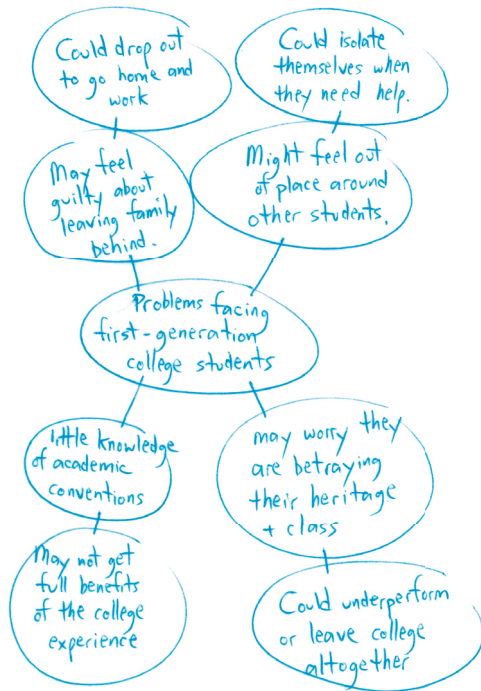 Could drop out
to go home and
work
Could isolate
themselves when
they need help.
May feel
guilty about
leaving family
behind.
Might feel out
of place around
other students.
Problems facing
first-generation
college students
little knowledge
of academic
conventions
may worry they
are betraying
their heritage
+ class
May not get
full benefits
of the college
experience
Could underperform
or leave college
altogether